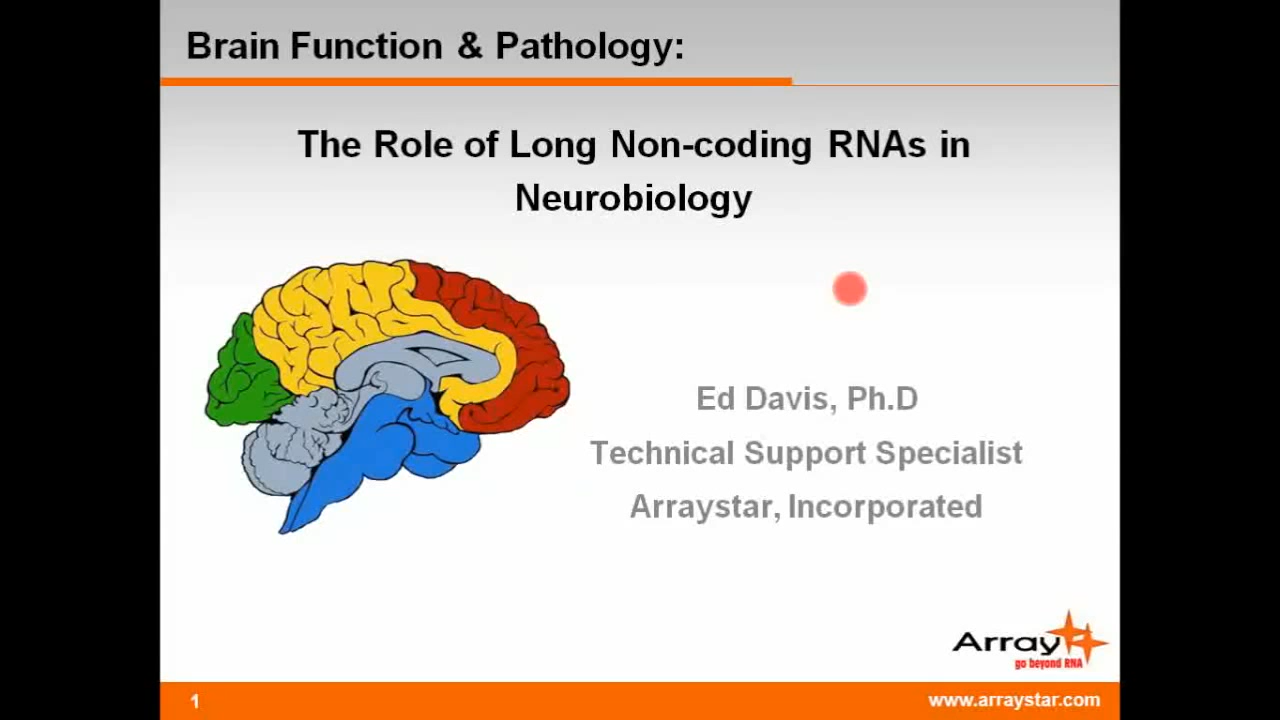 Brain Function & Pathology:
The Role of Long Non-coding RNAs in
Neurobiology
Ed Davis, Ph.D
Technical Support Specialist
Arraystar, Incorporated
Array
go beyond RNA
1
www.arraystar.com